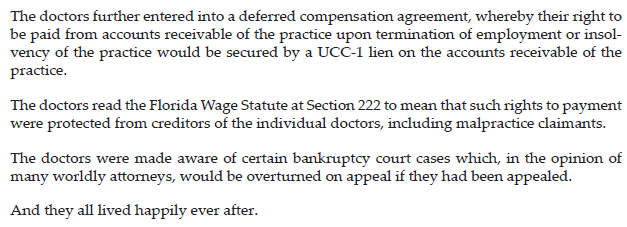 The doctors further entered into a deferred compensation agreement, whereby their right to
be paid from accounts receivable of the practice upon termination of employment or insol-
vency of the practice would be secured by a UCC-1 lien on the accounts receivable of the
practice.
The doctors read the Florida Wage Statute at Section 222 to mean that such rights to payment
were protected from creditors of the individual doctors, including malpractice claimants.
The doctors were made aware of certain bankruptcy court cases which, in the opinion of
many worldly attorneys, would be overturned on appeal if they had been appealed.
And they all lived happily ever after.